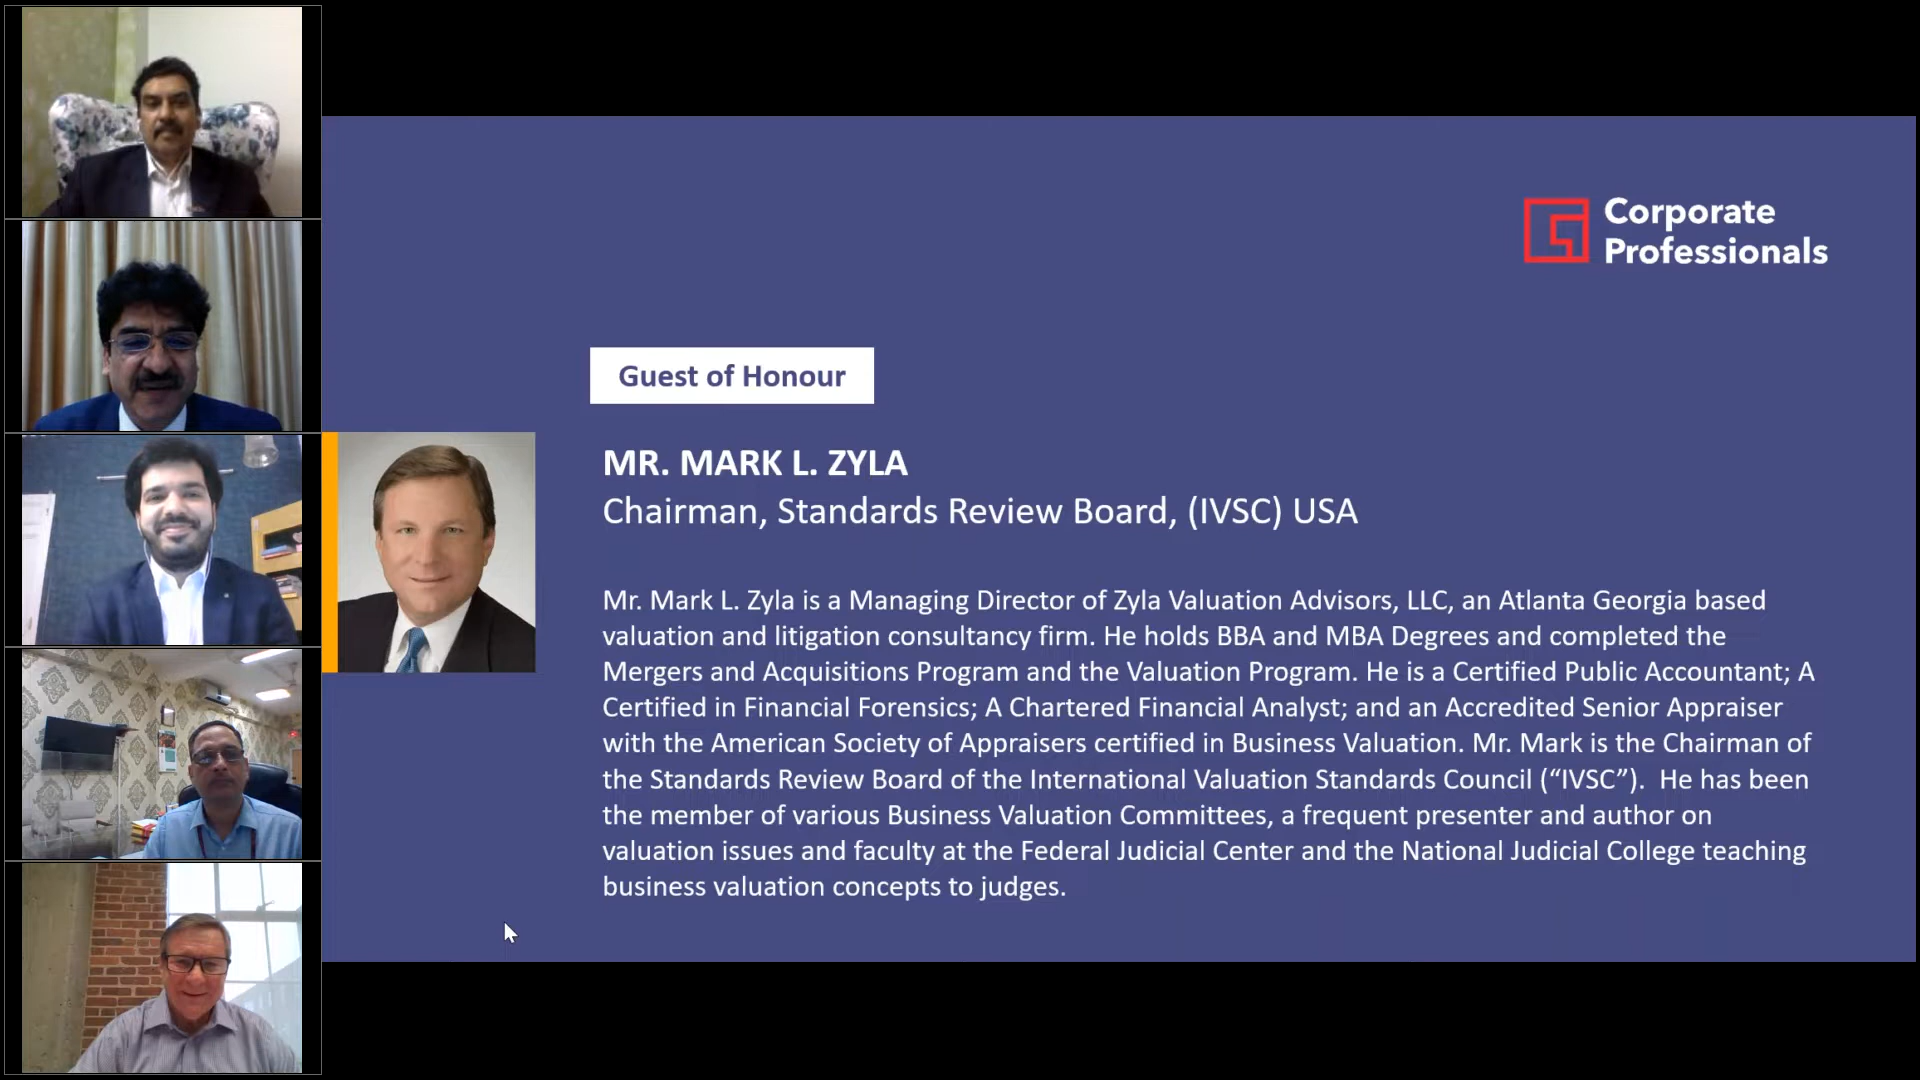 Corporate
Professionals
Guest of Honour
MR. MARK L. ZYLA
Chairman, Standards Review Board, (IVSC) USA
Mr. Mark L. Zyla is a Managing Director of Zyla Valuation Advisors, LLC, an Atlanta Georgia based
valuation and litigation consultancy firm. He holds BBA and MBA Degrees and completed the
Mergers and Acquisitions Program and the Valuation Program. He is a Certified Public Accountant; A
Certified in Financial Forensics; A Chartered Financial Analyst; and an Accredited Senior Appraiser
with the American Society of Appraisers certified in Business Valuation. Mr. Mark is the Chairman of
the Standards Review Board of the International Valuation Standards Council (“IVSC”).  He has been
the member of various Business Valuation Committees, a frequent presenter and author on
valuation issues and faculty at the Federal Judicial Center and the National Judicial College teaching
business valuation concepts to judges.